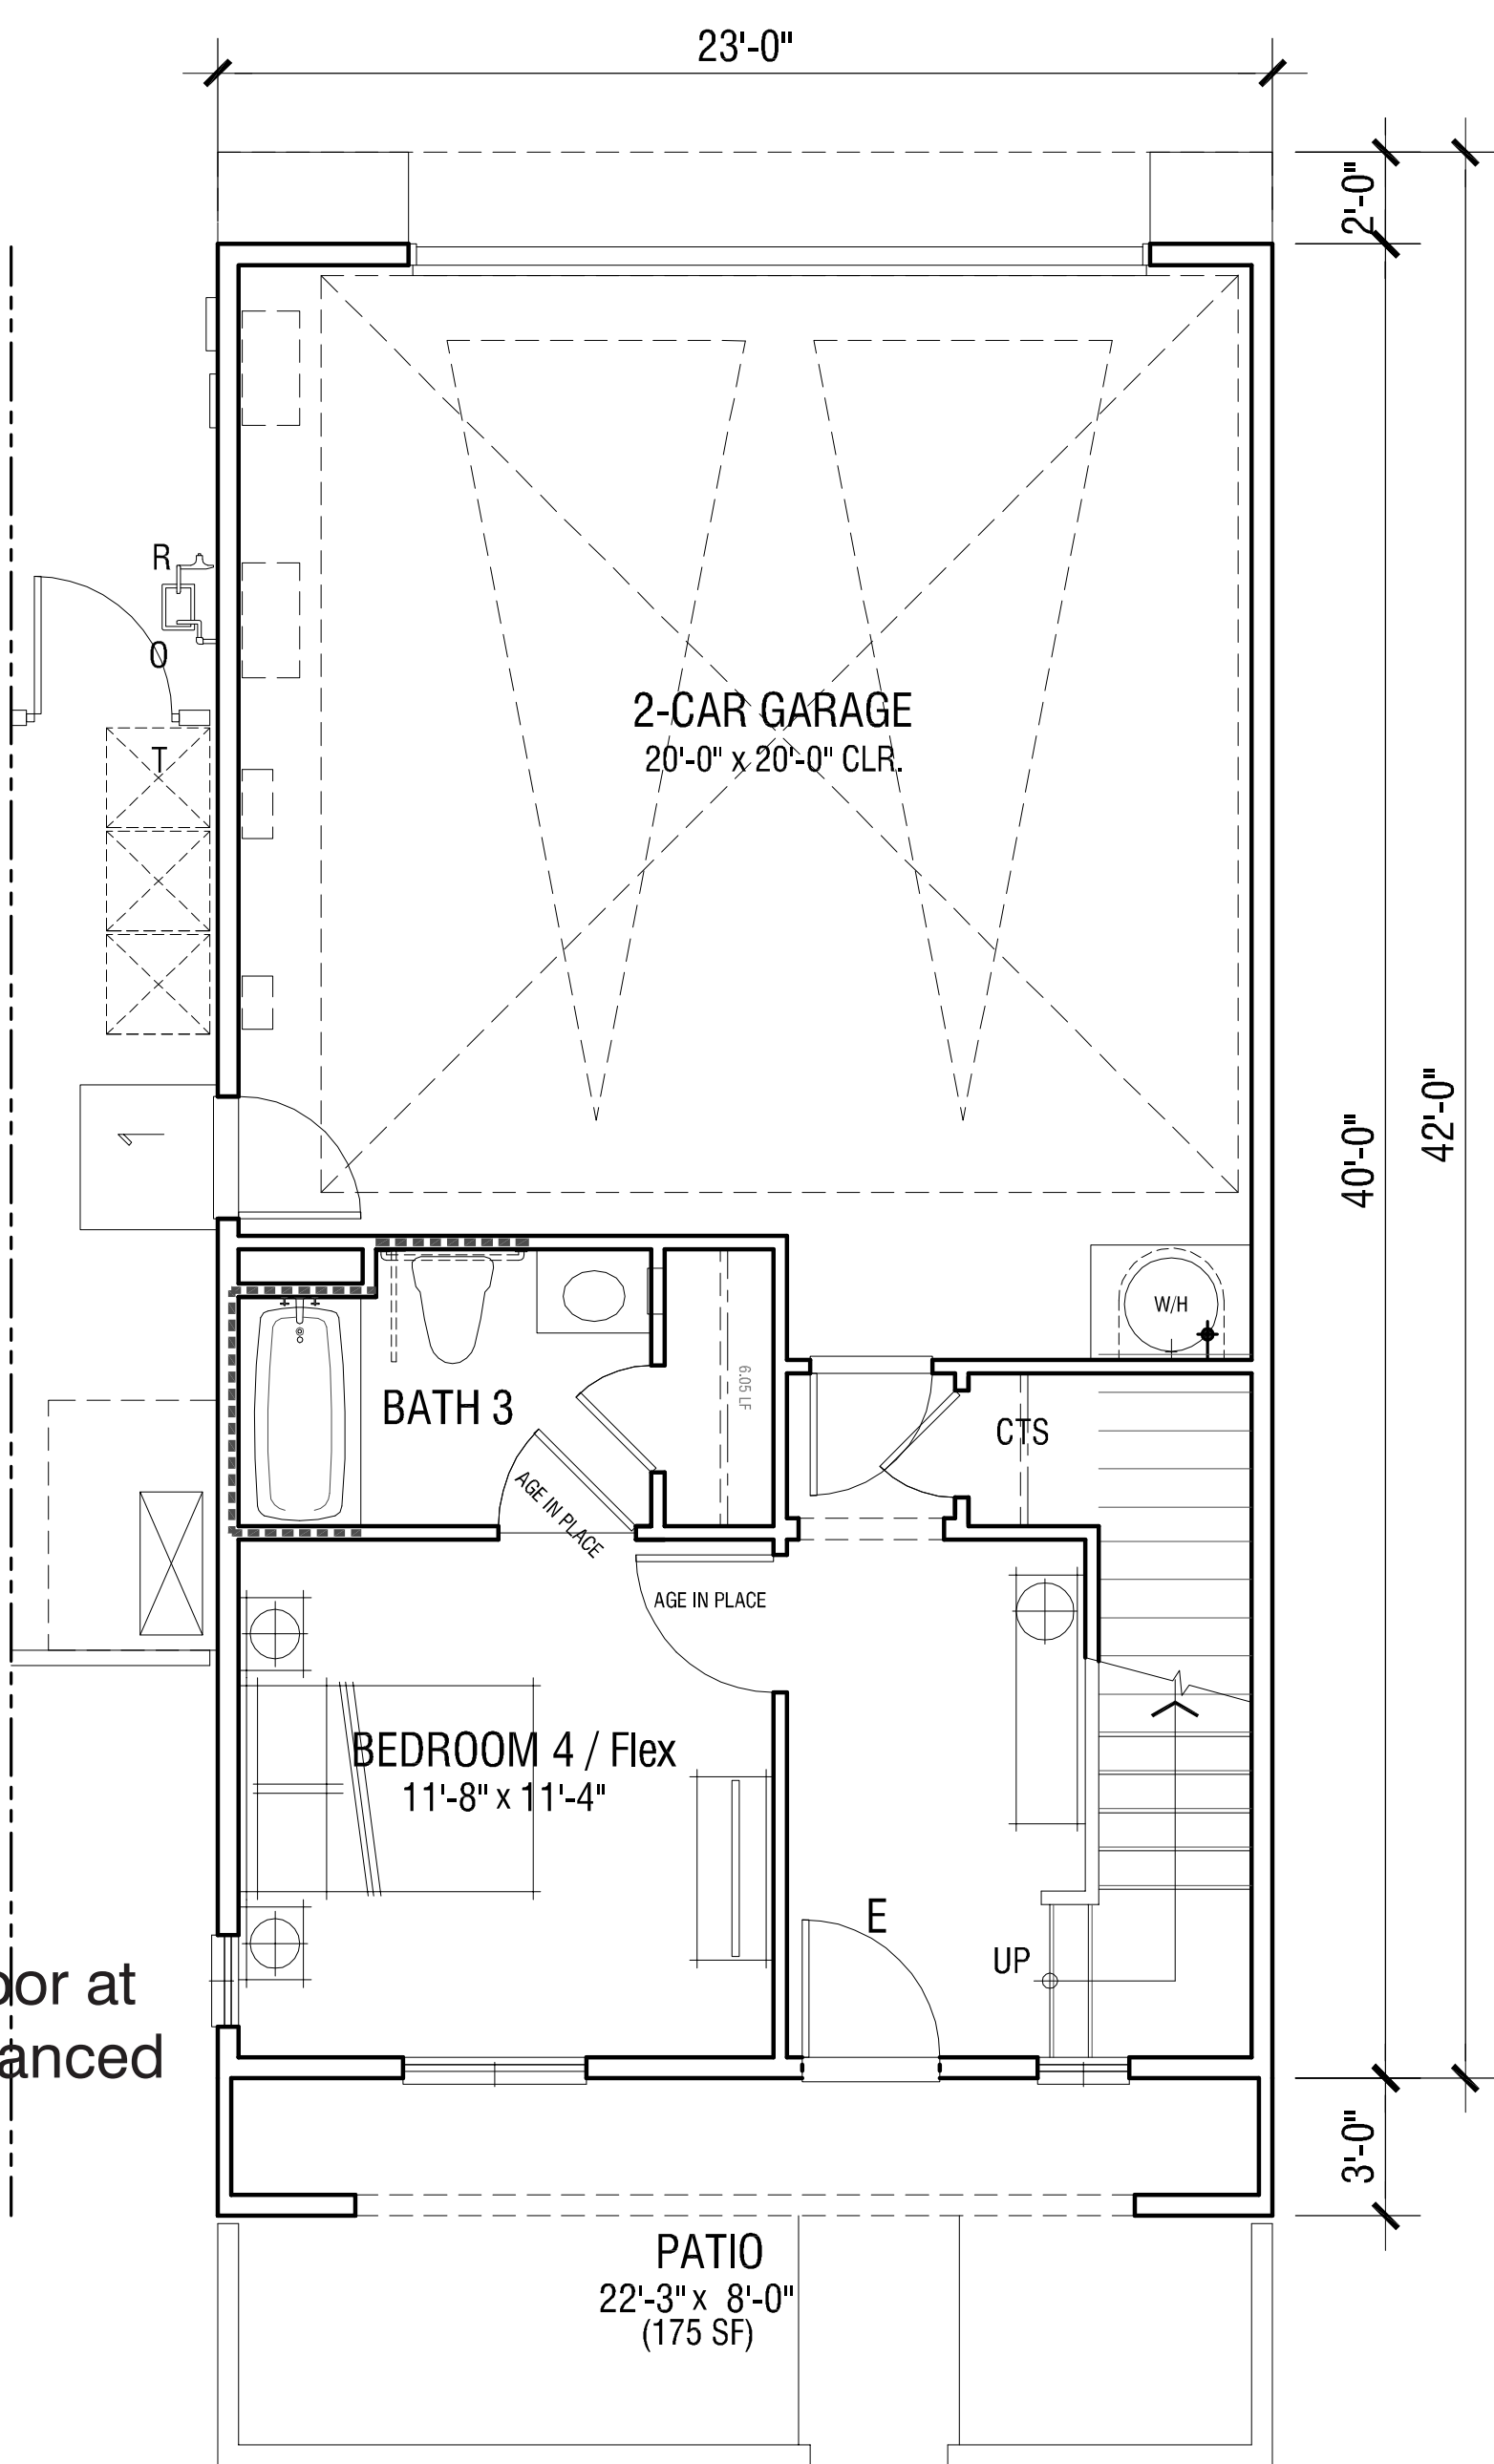 23'-0"
2'-0"
R
0
2-CAR GARAGE
20'-0" x 20'-0" CLR.
T
40'-0"
42'-0"
1
W/H
6.05 LF
BATH 3
CTS
AGE IN PLACE
AGE IN PLACE
BEDROOM 4 / Flex
11'-8" x 11'-4"
E
UP
oor at
anced
3'-0"
PATIO
22'-3" x 8'-0"
(175 SF)